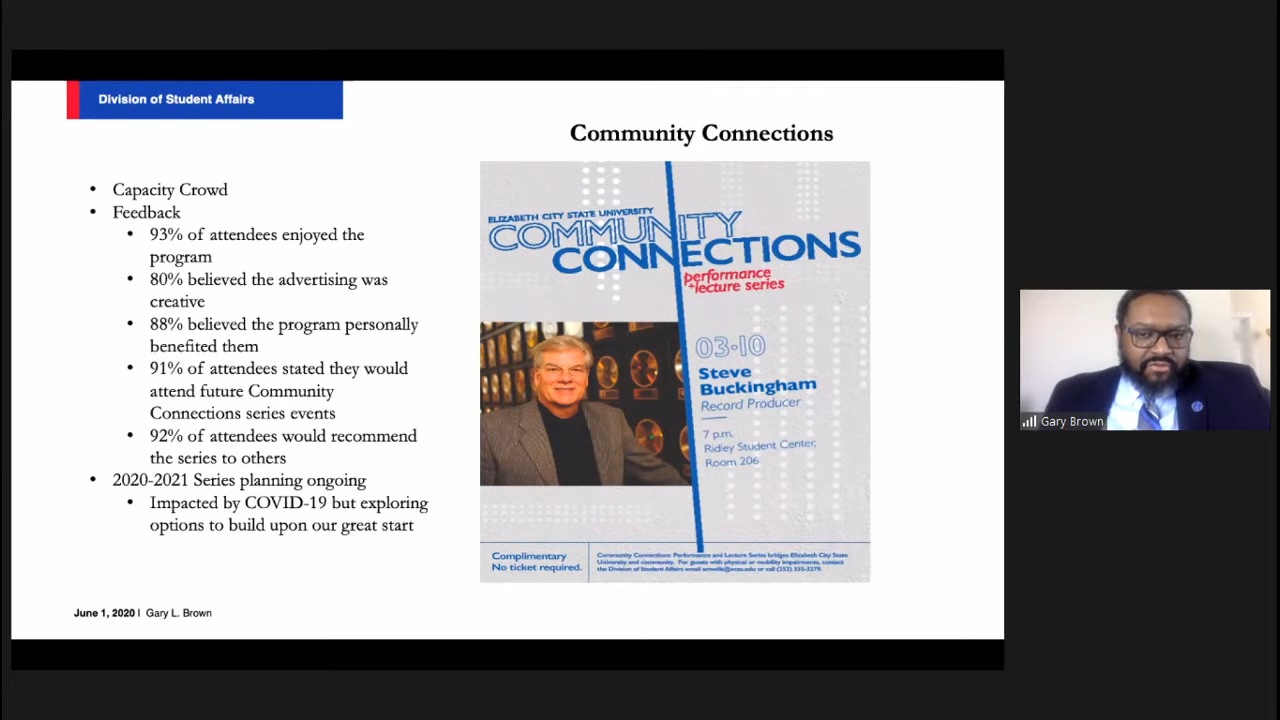 Division of Student Affairs
Community Connections
• Capacity Crowd
• Feedback
• 93% of attendees enjoyed the
program
• 80% believed the advertising was
creative
• 88% believed the program personally
benefited them
• 91% of attendees stated they would
attend future Community
Connections series events
• 92% of attendees would recommend
the series to others
• 2020-2021 Series planning ongoing
• Impacted by COVID-19 but exploring
options to build upon our great start
ELIZABETH CITY STATE UNIVERSITY
COMMUNITY
CONNECTIONS
performance
+lecture series
03•10
Steve
Buckingham
Record Producer
7 p.m.
Ridley Student Center,
Room 206
Complimentary
No ticket required.
Community Connections: Performance and Lecture Series bridges Elizabeth City State
University and community. For guests with physical or mobility impairments, contact
the Division of Student Affairs email or call (252) 335-3279.
June 1, 2020 | Gary L. Brown
Gary Brown